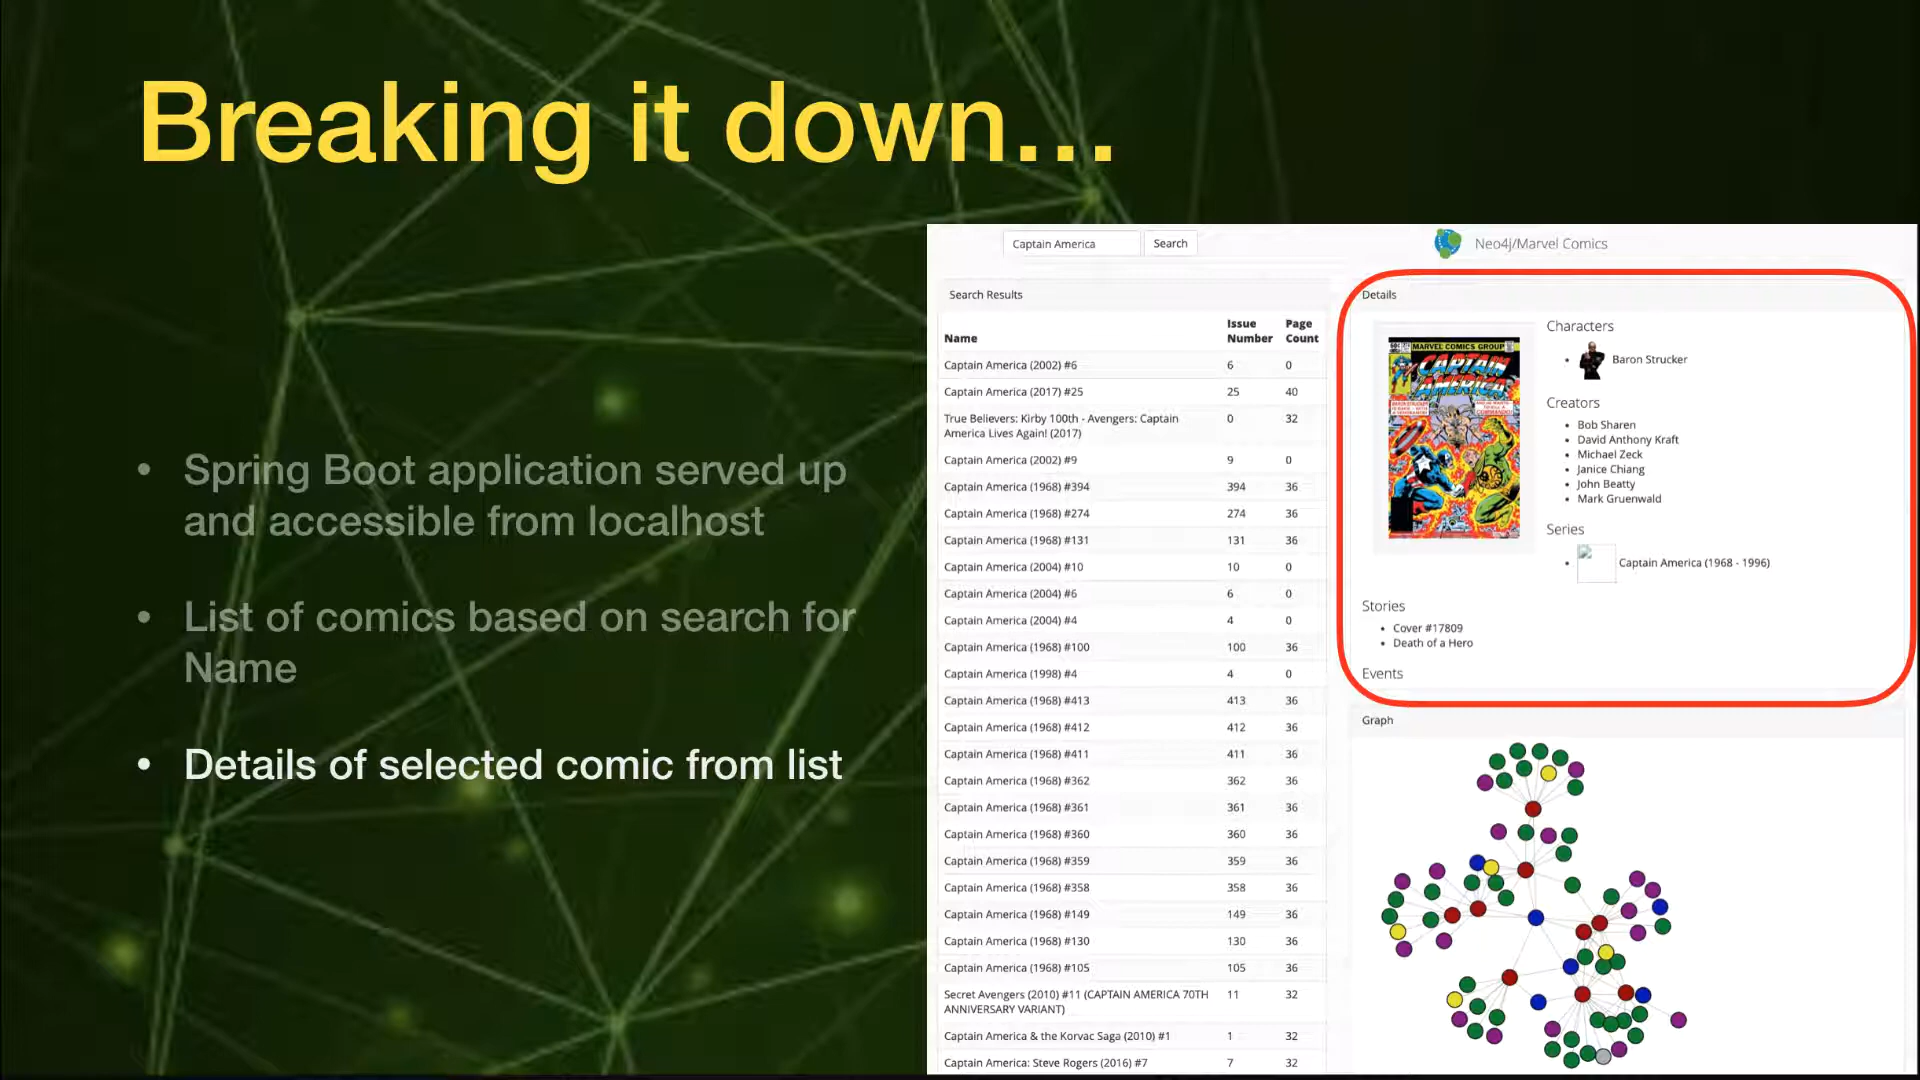 Breaking it down...
• Spring Boot application served up
and accessible from localhost
• List of comics based on search for
Name
• Details of selected comic from list
Captain America Search
Neo4j/Marvel Comics
Search Results
Name Issue Number Page Count
Captain America (2002) #6 6 0
Captain America (2017) #25 25 40
True Believers: Kirby 100th - Avengers: Captain
America Lives Again! (2017) 0 32
Captain America (2002) #9 9 0
Captain America (1968) #394 394 36
Captain America (1968) #274 274 36
Captain America (1968) #131 131 36
Captain America (2004) #10 10 0
Captain America (2004) #6 6 0
Captain America (2004) #4 4 0
Captain America (1968) #100 100 36
Captain America (1998) #4 4 0
Captain America (1968) #413 413 36
Captain America (1968) #412 412 36
Captain America (1968) #411 411 36
Captain America (1968) #362 362 36
Captain America (1968) #361 361 36
Captain America (1968) #360 360 36
Captain America (1968) #359 359 36
Captain America (1968) #358 358 36
Captain America (1968) #149 149 36
Captain America (1968) #130 130 36
Captain America (1968) #105 105 36
Secret Avengers (2010) #11 (CAPTAIN AMERICA 70TH
ANNIVERSARY VARIANT) 11 32
Captain America & the Korvac Saga (2010) #1 1 32
Captain America: Steve Rogers (2016) #7 7 32
Details
MARVEL COMICS GROUP
CAPTAIN
AMERICA
Characters
• Baron Strucker
Creators
• Bob Sharen
• David Anthony Kraft
• Michael Zeck
• Janice Chiang
• John Beatty
• Mark Gruenwald
Series
• Captain America (1968 - 1996)
Stories
• Cover #17809
• Death of a Hero
Events
Graph